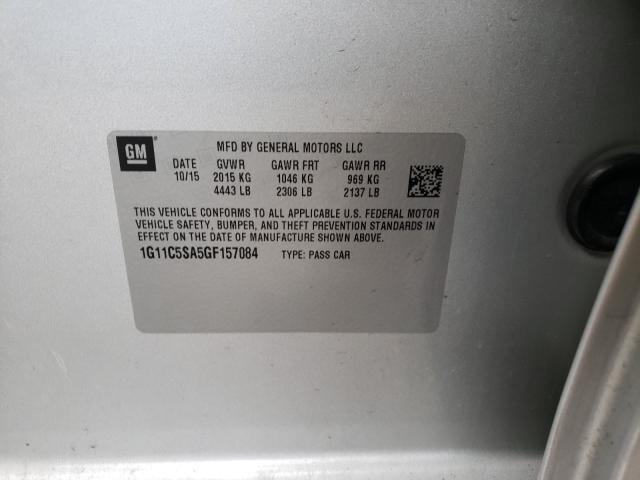 GM
MFD BY GENERAL MOTORS LLC
DATE GVWR GAWR FRT GAWR RR
10/15 2015 KG 1046 KG 969 KG
4443 LB 2306 LB 2137 LB
THIS VEHICLE CONFORMS TO ALL APPLICABLE U.S. FEDERAL MOTOR
VEHICLE SAFETY, BUMPER, AND THEFT PREVENTION STANDARDS IN
EFFECT ON THE DATE OF MANUFACTURE SHOWN ABOVE.
1G11C5SA5GF157084 TYPE: PASS CAR